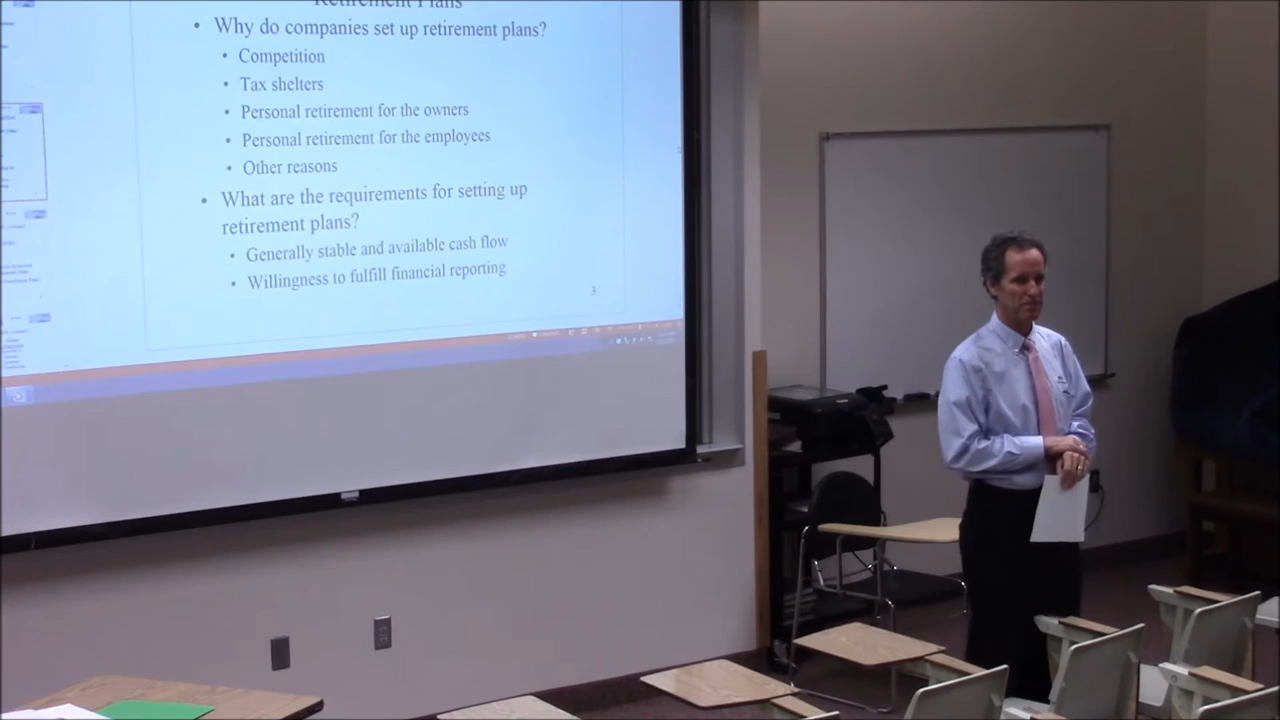 Retirement Plans
• Why do companies set up retirement plans?
• Competition
• Tax shelters
• Personal retirement for the owners
• Personal retirement for the employees
• Other reasons
• What are the requirements for setting up
retirement plans?
• Generally stable and available cash flow
• Willingness to fulfill financial reporting
3